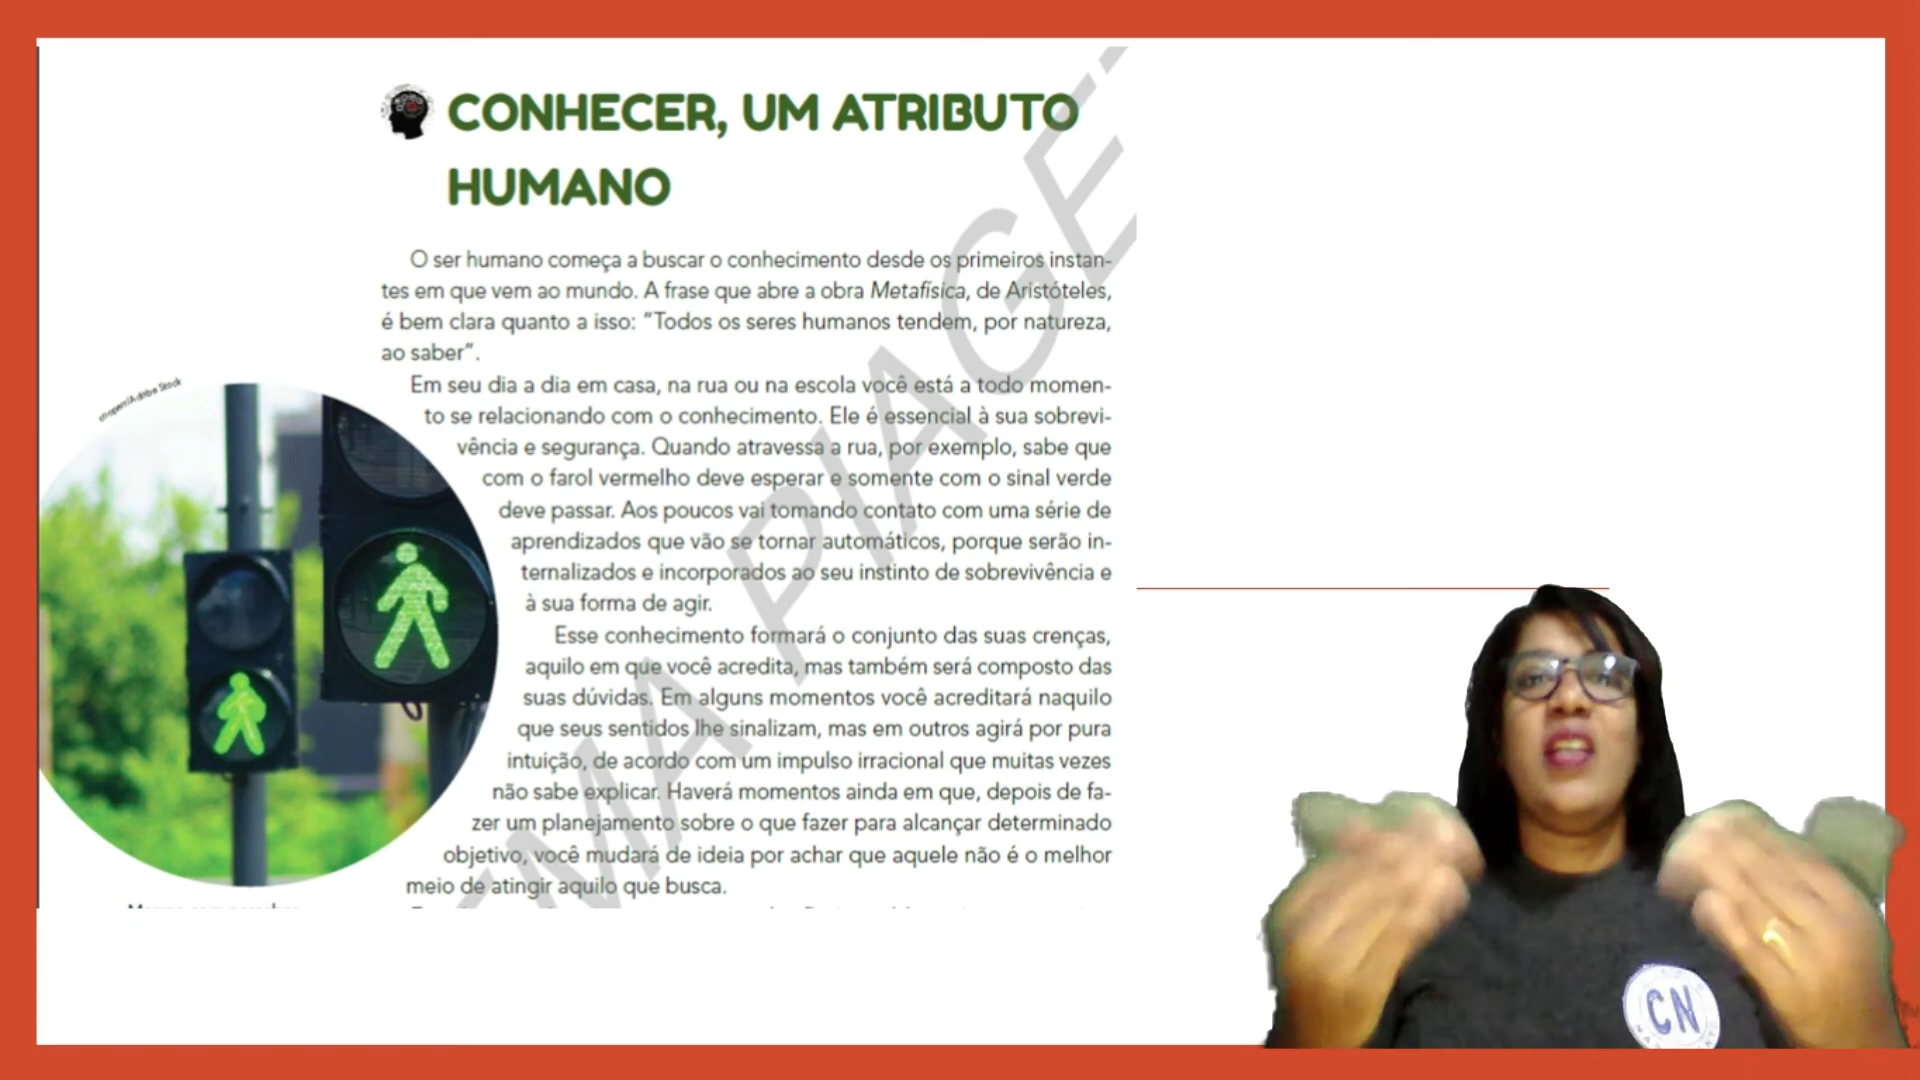 CONHECER, UM ATRIBUTO
HUMANO
O ser humano começa a buscar o conhecimento desde os primeiros instan-
tes em que vem ao mundo. A frase que abre a obra Metafísica, de Aristóteles,
é bem clara quanto a isso: “Todos os seres humanos tendem, por natureza,
ao saber”.
Em seu dia a dia em casa, na rua ou na escola você está a todo momen-
to se relacionando com o conhecimento. Ele é essencial à sua sobrevi-
vência e segurança. Quando atravessa a rua, por exemplo, sabe que
com o farol vermelho deve esperar e somente com o sinal verde
deve passar. Aos poucos vai tomando contato com uma série de
aprendizados que vão se tornar automáticos, porque serão in-
ternalizados e incorporados ao seu instinto de sobrevivência e
à sua forma de agir.
Esse conhecimento formará o conjunto das suas crenças,
aquilo em que você acredita, mas também será composto das
suas dúvidas. Em alguns momentos você acreditará naquilo
que seus sentidos lhe sinalizam, mas em outros agirá por pura
intuição, de acordo com um impulso irracional que muitas vezes
não sabe explicar. Haverá momentos ainda em que, depois de fa-
zer um planejamento sobre o que fazer para alcançar determinado
objetivo, você mudará de ideia por achar que aquele não é o melhor
meio de atingir aquilo que busca.
Adobe Stock
EMA PIAGE
CN